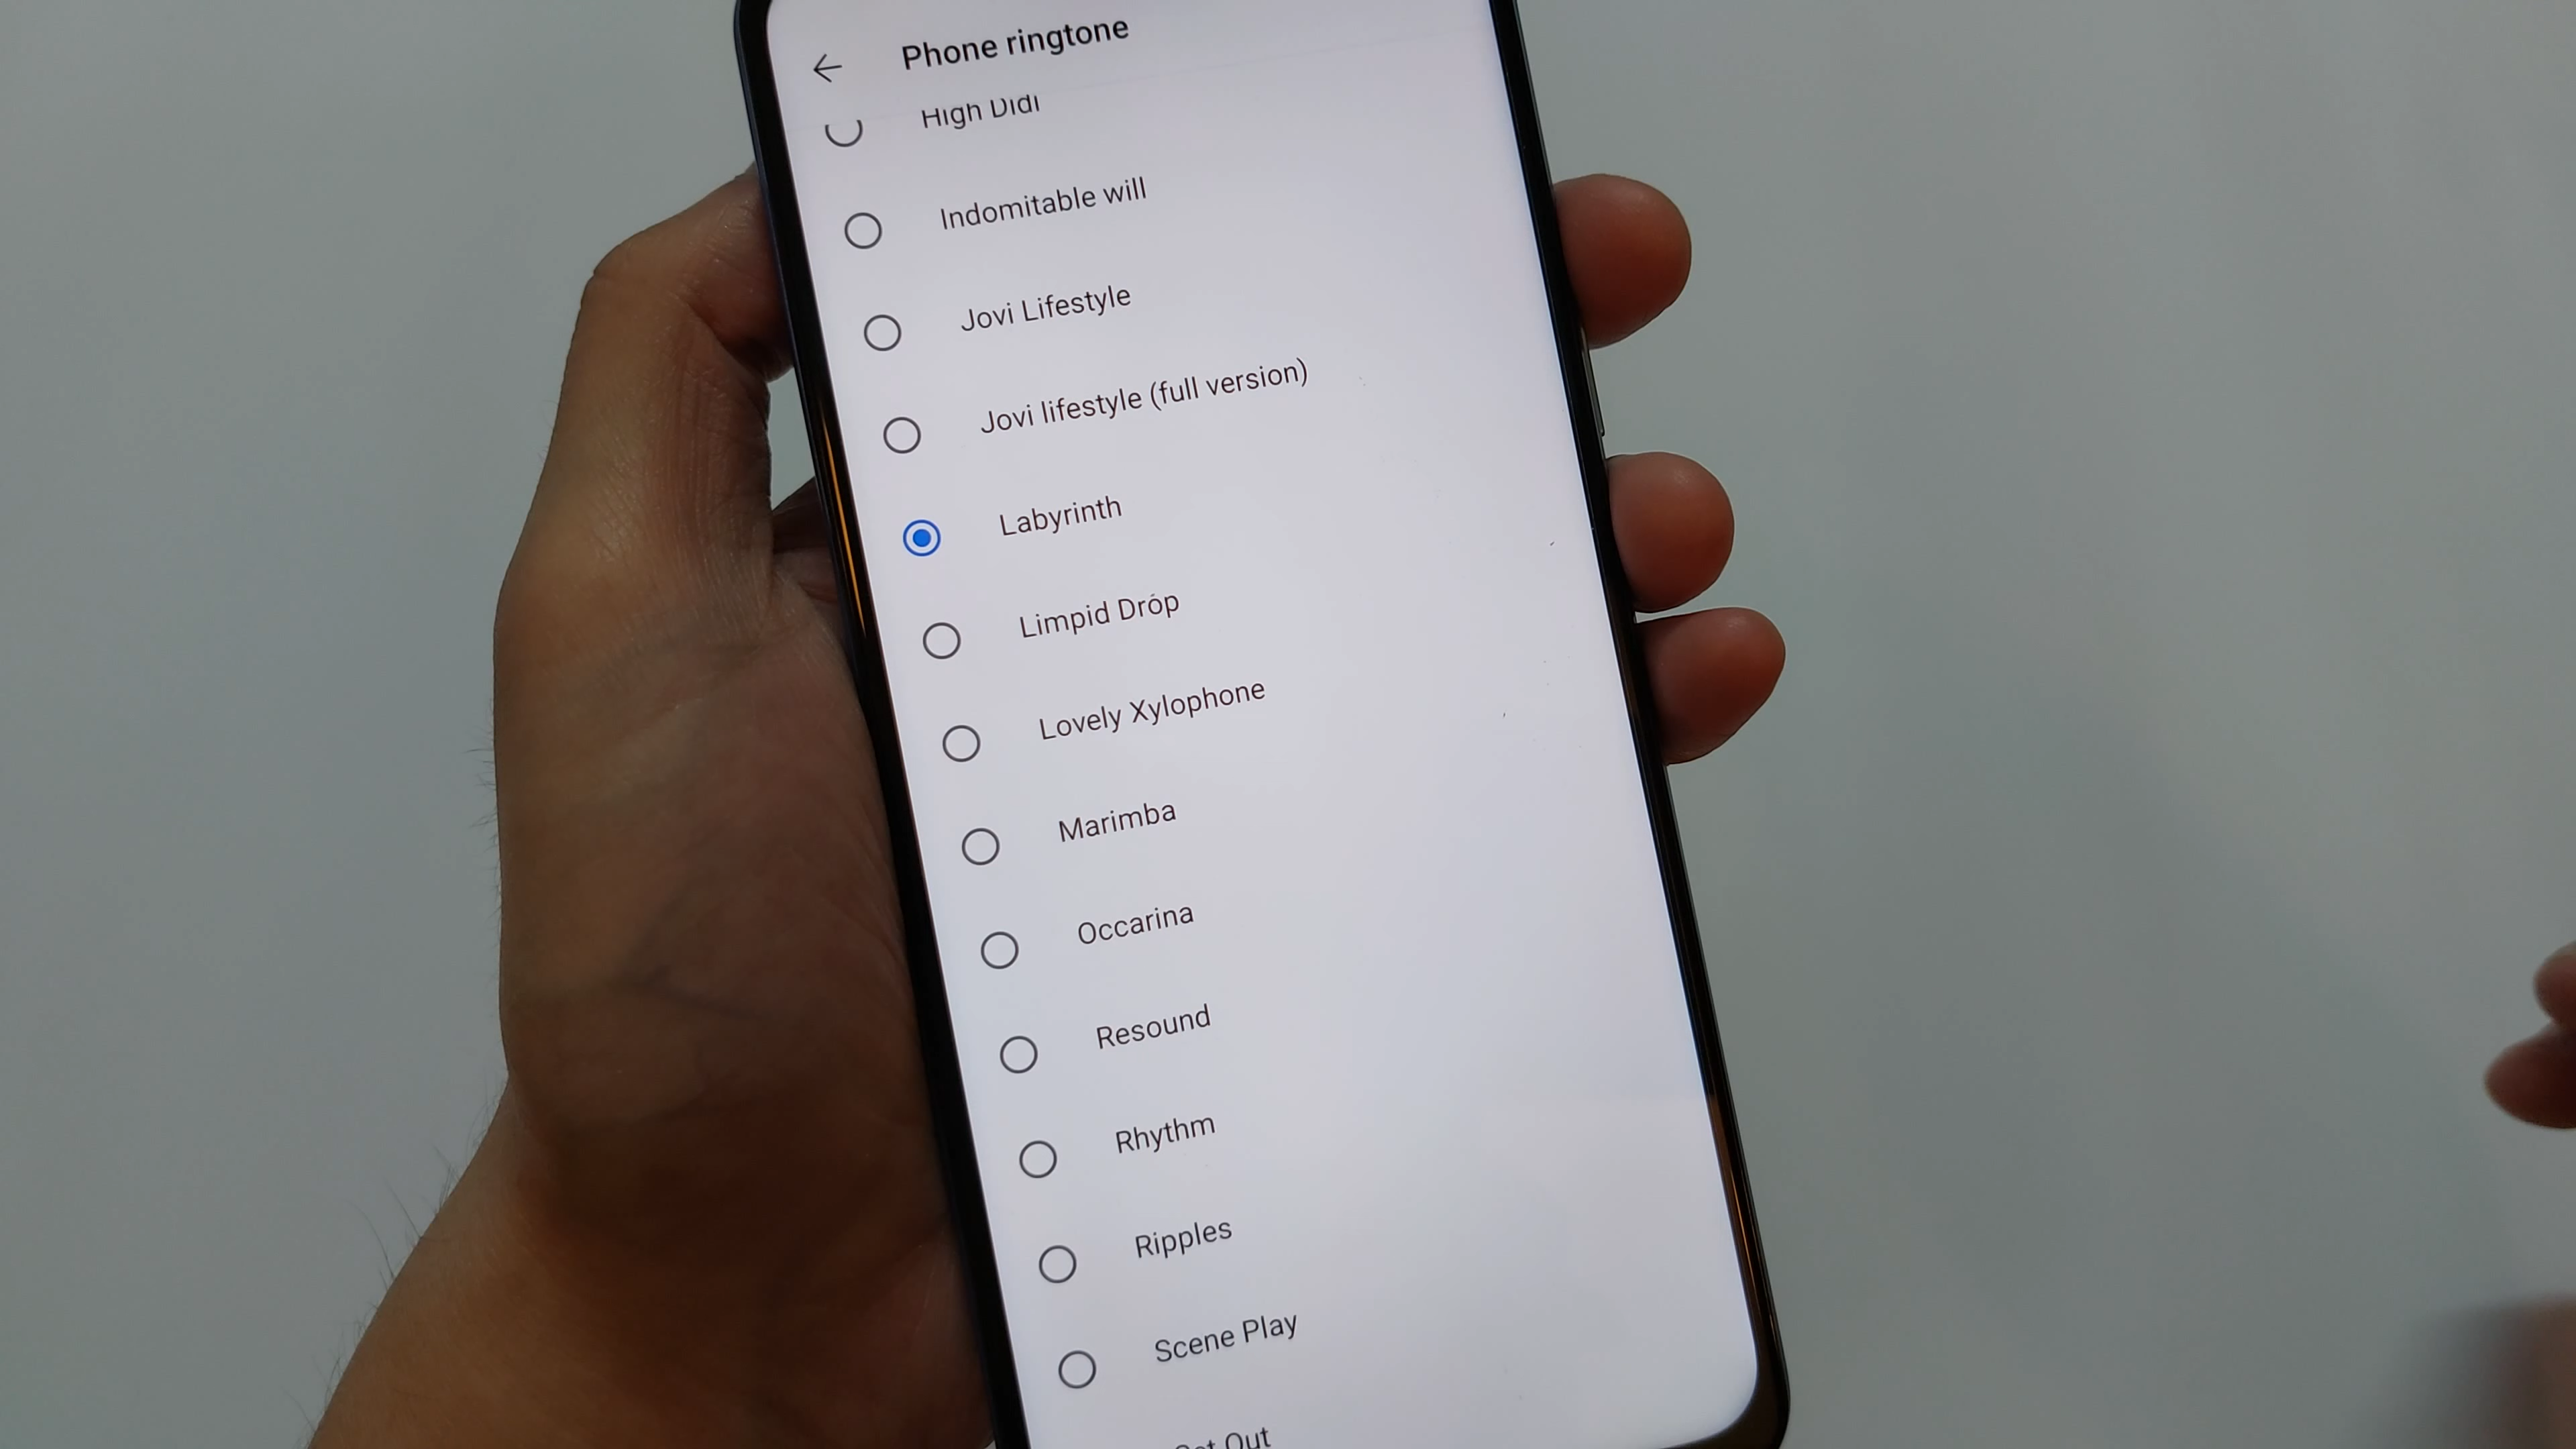 Phone ringtone
High Didi
Indomitable will
Jovi Lifestyle
Jovi lifestyle (full version)
Labyrinth
Limpid Drop
Lovely Xylophone
Marimba
Occarina
Resound
Rhythm
Ripples
Scene Play
Out